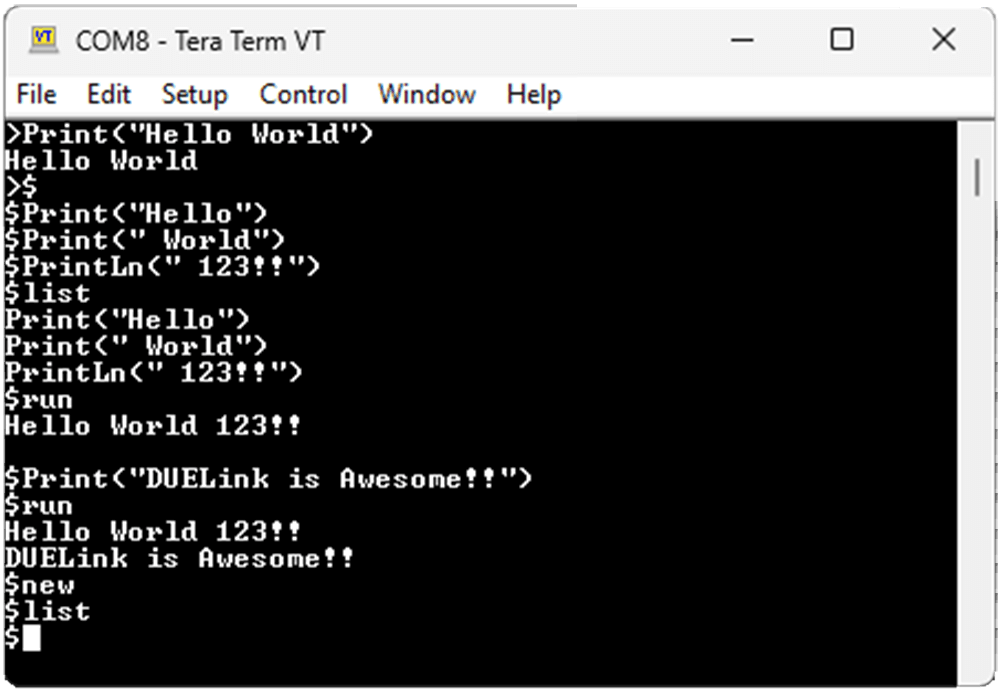 VT COM8 - Tera Term VT
File Edit Setup Control Window Help
>Print("Hello World")
Hello World
>$
$Print("Hello")
$Print(" World")
$PrintLn(" 123!!")
$list
Print("Hello")
Print(" World")
PrintLn(" 123!!")
$run
Hello World 123!!
$Print("DUELink is Awesome!!")
$run
Hello World 123!!
DUELink is Awesome!!
$new
$list
$